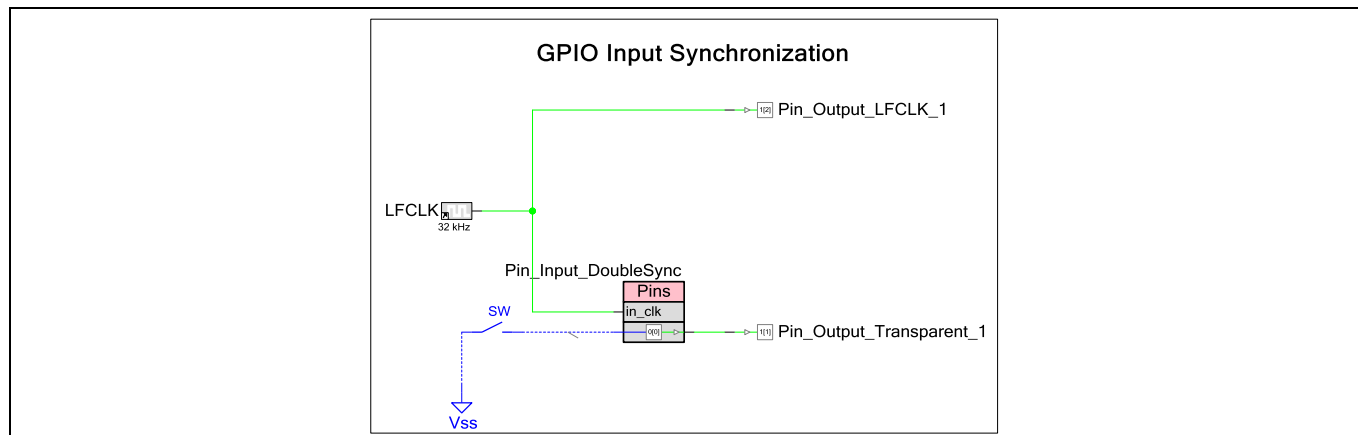 GPIO Input Synchronization
1[2] Pin_Output_LFCLK_1
LFCLK
32 kHz
Pin_Input_DoubleSync
Pins
in_clk
SW
0[0]
1[1] Pin_Output_Transparent_1
Vss